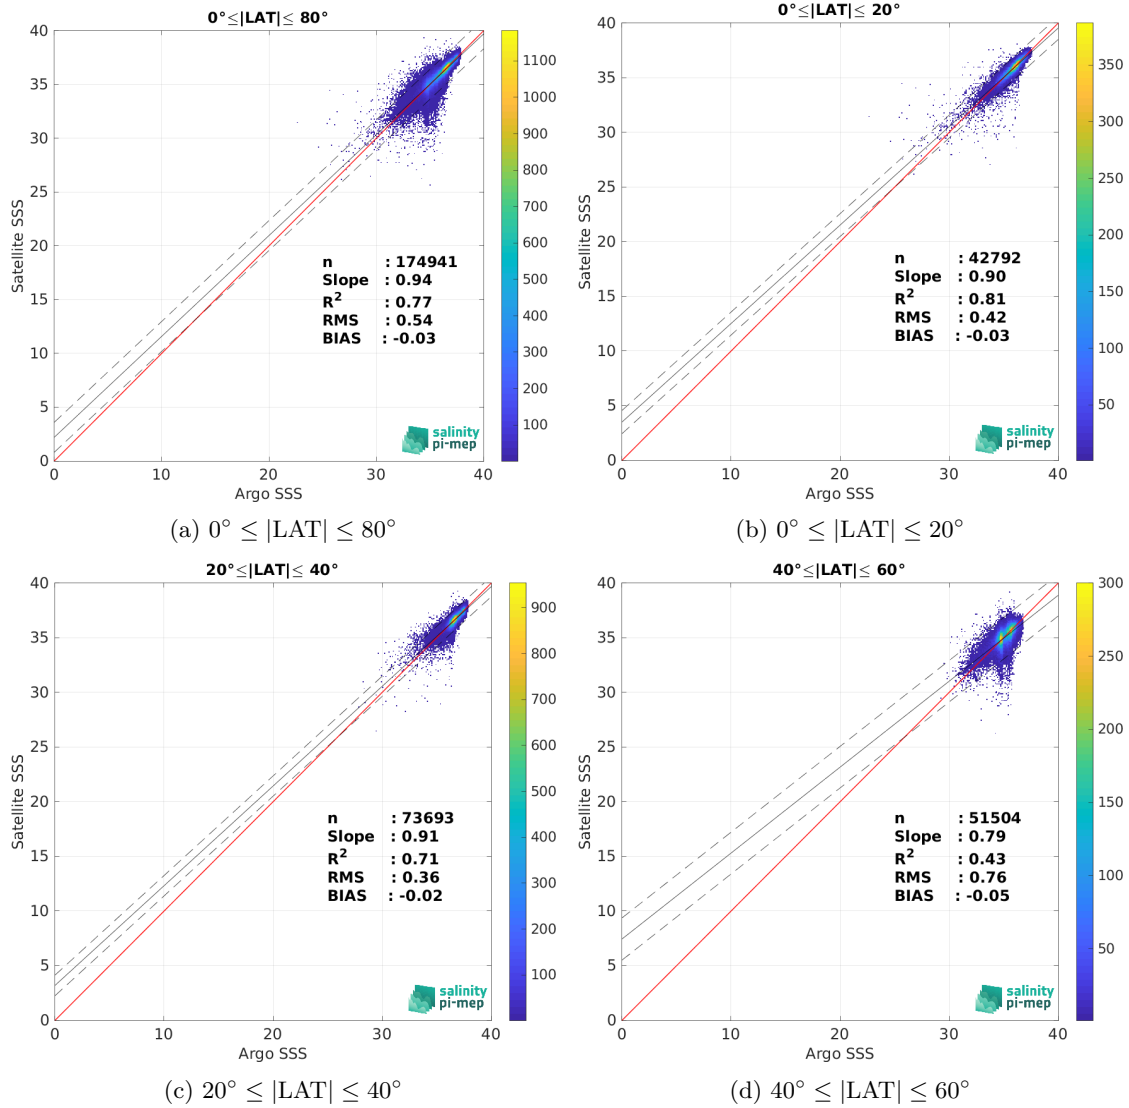 0°≤|LAT|≤ 80°
40
35
30
25
20
15
10
5
0
Satellite SSS
0
10
20
30
40
Argo SSS
n : 174941
Slope : 0.94
R² : 0.77
RMS : 0.54
BIAS : -0.03
salinity
pi-mep
1100
1000
900
800
700
600
500
400
300
200
100
(a) 0° ≤ |LAT| ≤ 80°
0°≤|LAT|≤ 20°
40
35
30
25
20
15
10
5
0
Satellite SSS
0
10
20
30
40
Argo SSS
n : 42792
Slope : 0.90
R² : 0.81
RMS : 0.42
BIAS : -0.03
salinity
pi-mep
350
300
250
200
150
100
50
(b) 0° ≤ |LAT| ≤ 20°
20°≤|LAT|≤ 40°
40
35
30
25
20
15
10
5
0
Satellite SSS
0
10
20
30
40
Argo SSS
n : 73693
Slope : 0.91
R² : 0.71
RMS : 0.36
BIAS : -0.02
salinity
pi-mep
900
800
700
600
500
400
300
200
100
(c) 20° ≤ |LAT| ≤ 40°
40°≤|LAT|≤ 60°
40
35
30
25
20
15
10
5
0
Satellite SSS
0
10
20
30
40
Argo SSS
n : 51504
Slope : 0.79
R² : 0.43
RMS : 0.76
BIAS : -0.05
salinity
pi-mep
300
250
200
150
100
50
(d) 40° ≤ |LAT| ≤ 60°